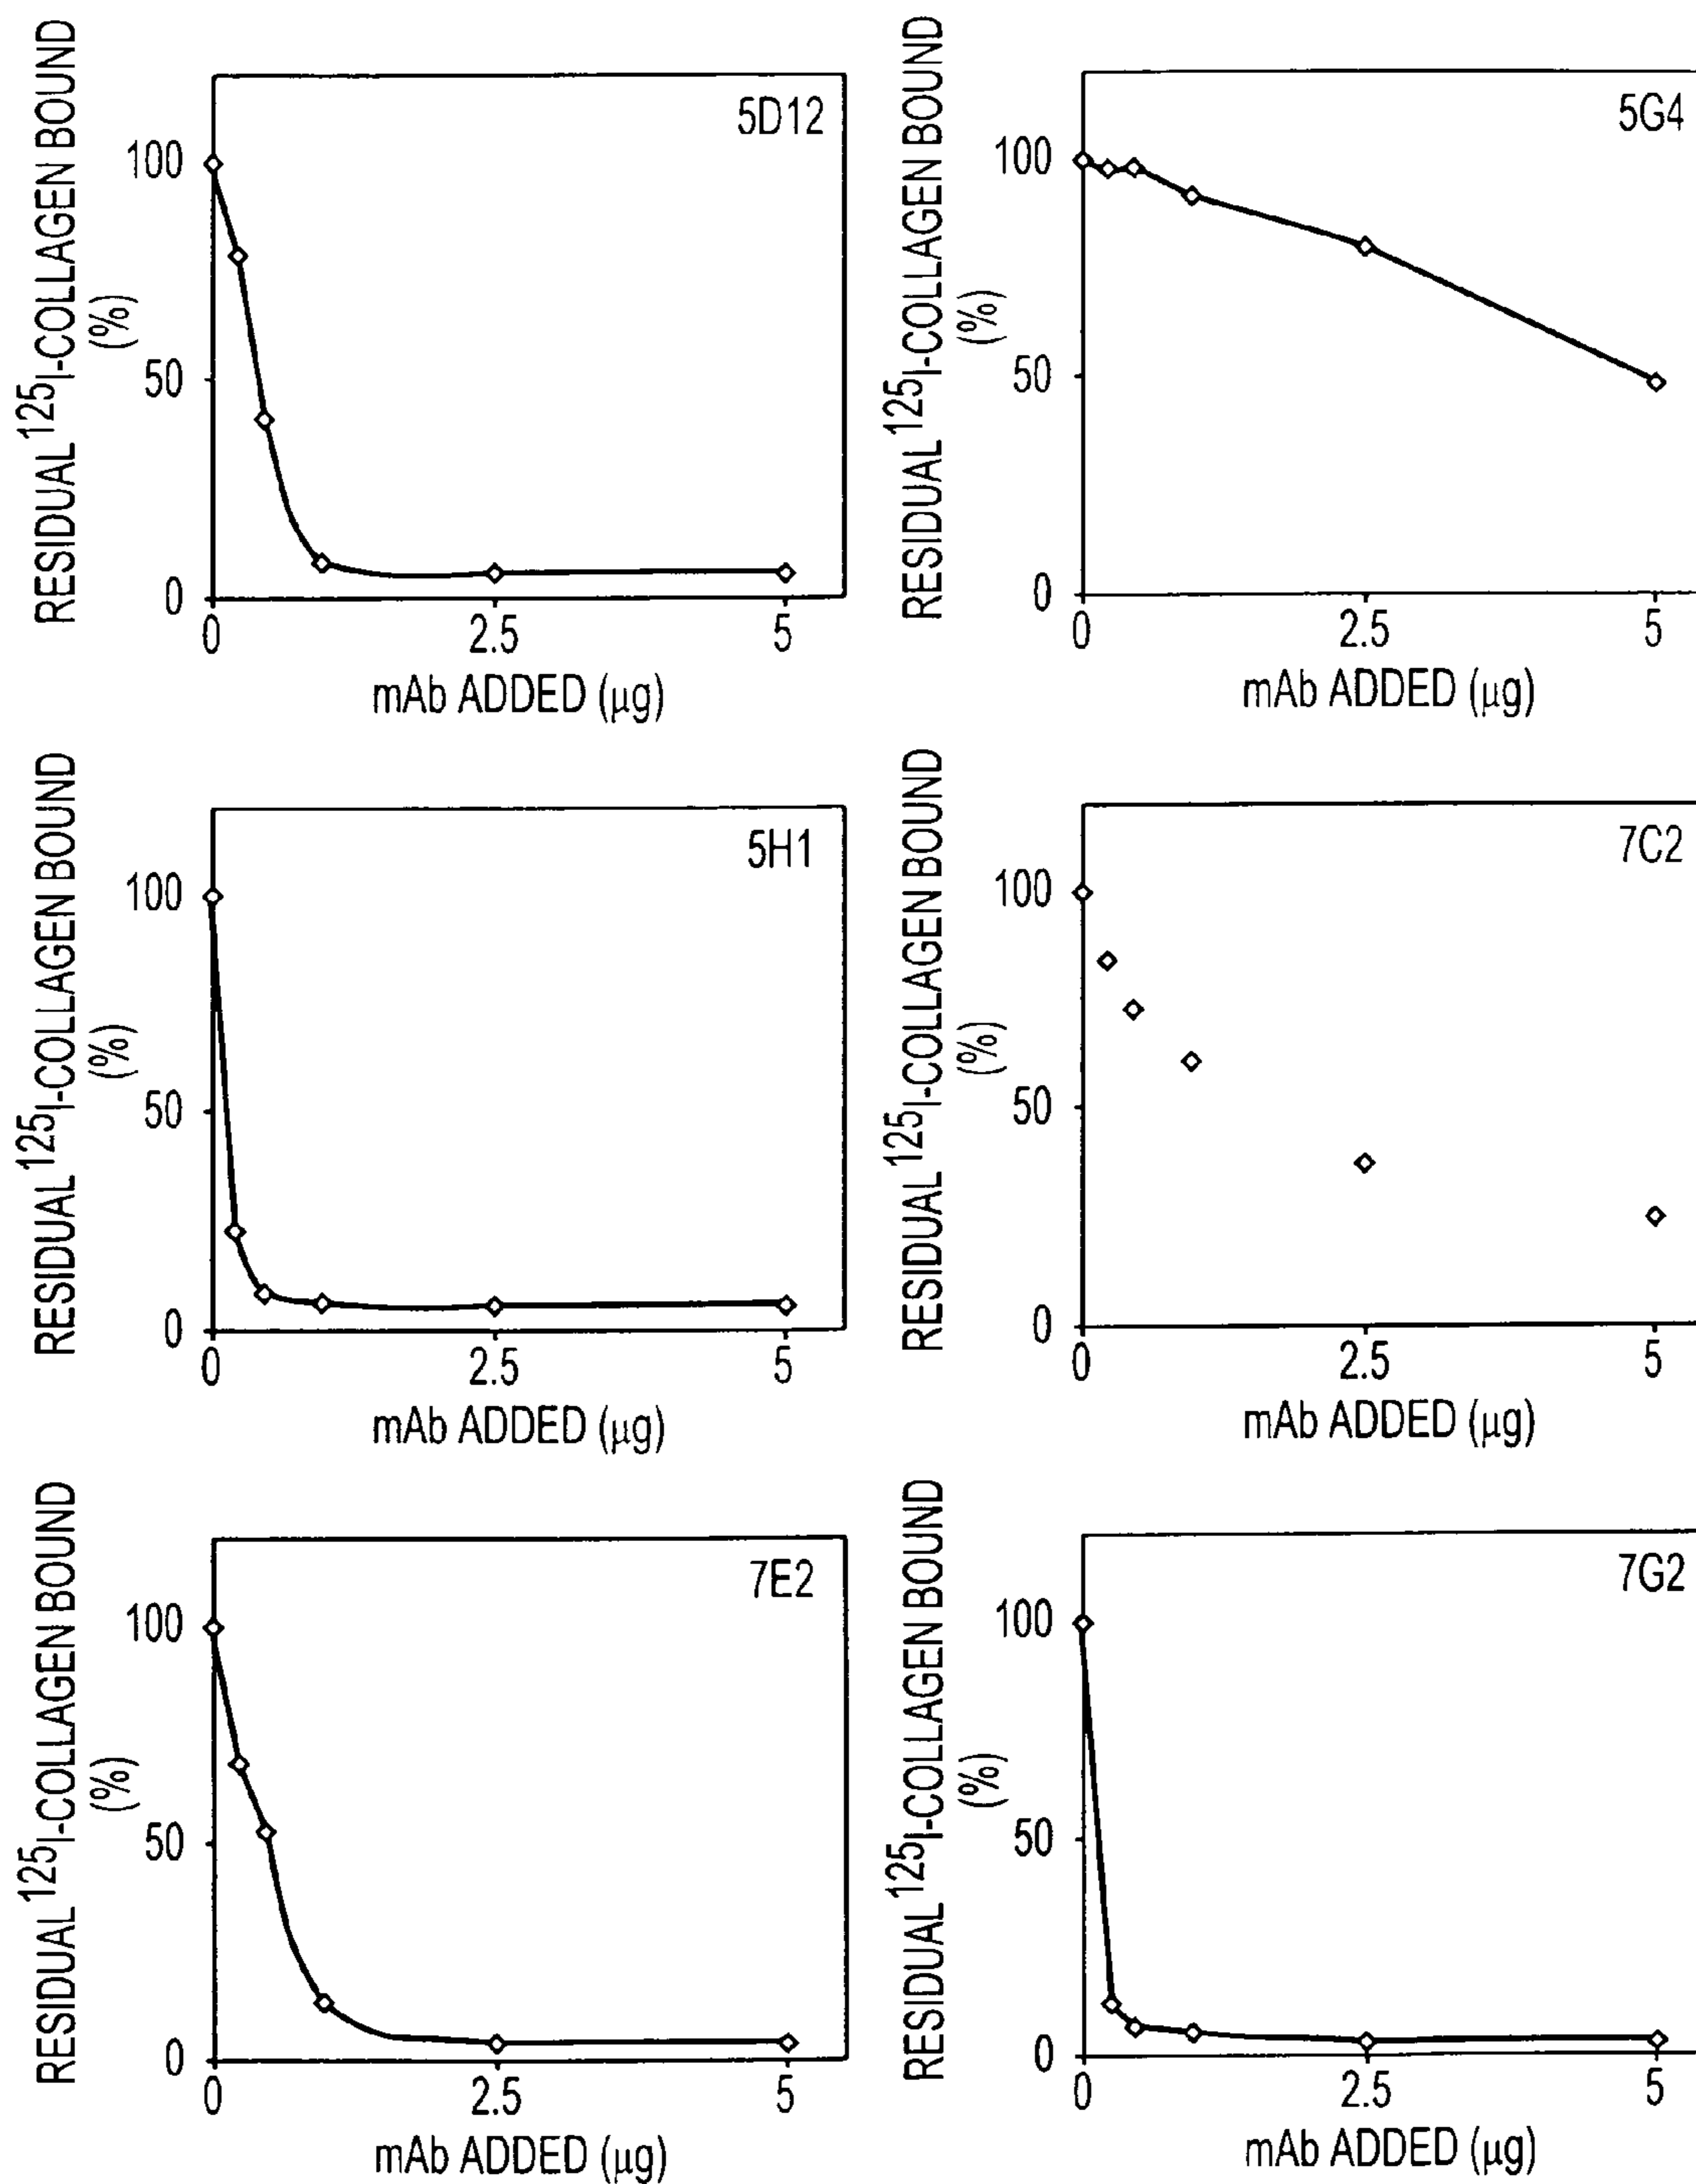 RESIDUAL 125I-COLLAGEN BOUND
(%)
5D12
100
50
0
0 2.5 5
mAb ADDED (µg)
RESIDUAL 125I-COLLAGEN BOUND
(%)
5G4
100
50
0
0 2.5 5
mAb ADDED (µg)
RESIDUAL 125I-COLLAGEN BOUND
(%)
5H1
100
50
0
0 2.5 5
mAb ADDED (µg)
RESIDUAL 125I-COLLAGEN BOUND
(%)
7C2
100
50
0
0 2.5 5
mAb ADDED (µg)
RESIDUAL 125I-COLLAGEN BOUND
(%)
7E2
100
50
0
0 2.5 5
mAb ADDED (µg)
RESIDUAL 125I-COLLAGEN BOUND
(%)
7G2
100
50
0
0 2.5 5
mAb ADDED (µg)